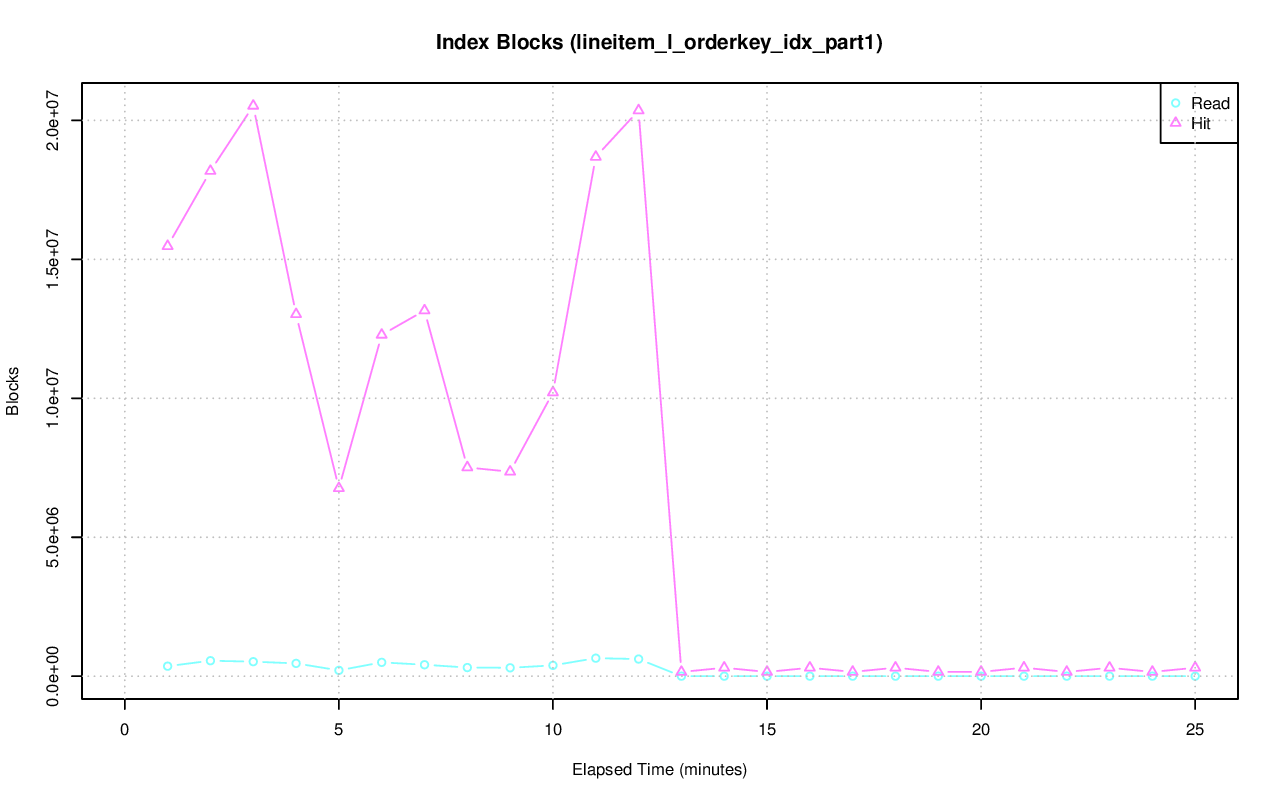 Index Blocks (lineitem_l_orderkey_idx_part1)
Read
Hit
2.0e+07
1.5e+07
1.0e+07
5.0e+06
0.0e+00
Blocks
0 5 10 15 20 25
Elapsed Time (minutes)